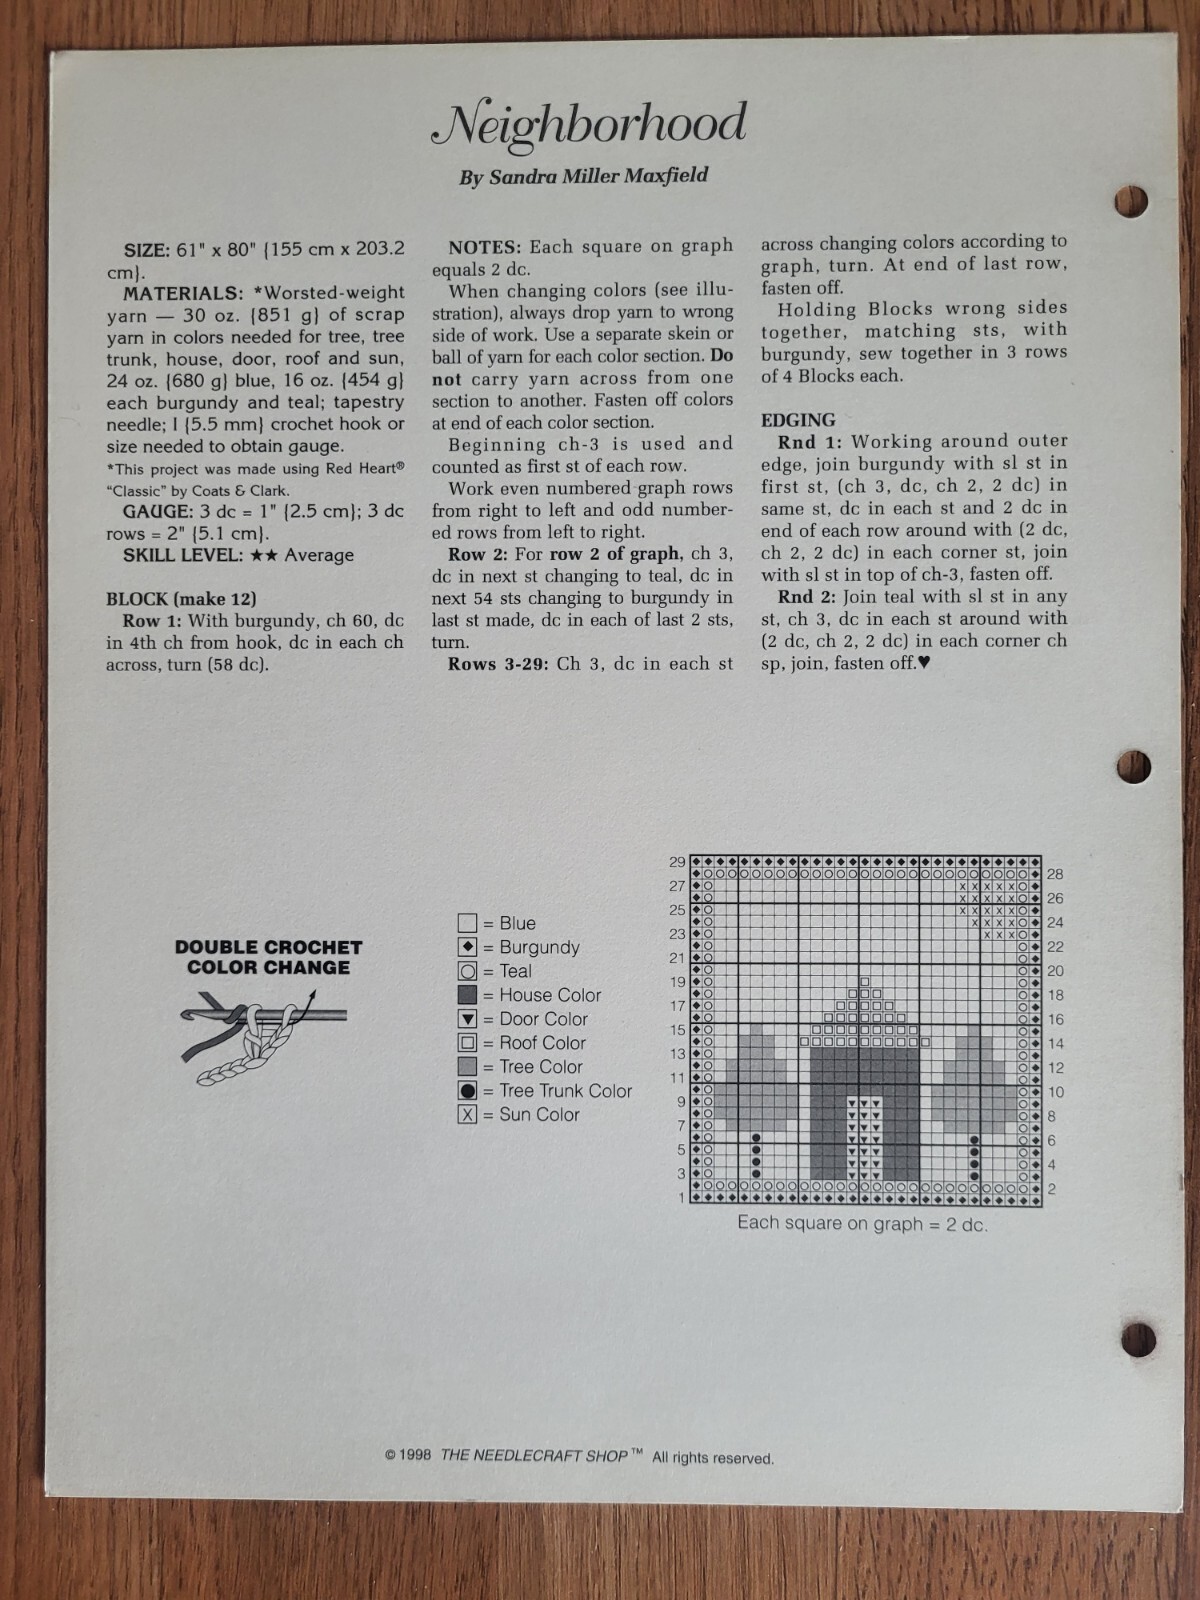 Neighborhood
By Sandra Miller Maxfield
SIZE: 61" x 80" {155 cm x 203.2
cm}.
MATERIALS: *Worsted-weight
yarn — 30 oz. {851 g} of scrap
yarn in colors needed for tree, tree
trunk, house, door, roof and sun,
24 oz. {680 g} blue, 16 oz. {454 g}
each burgundy and teal; tapestry
needle; I {5.5 mm} crochet hook or
size needed to obtain gauge.
*This project was made using Red Heart®
“Classic” by Coats & Clark.
GAUGE: 3 dc = 1" {2.5 cm}; 3 dc
rows = 2" {5.1 cm}.
SKILL LEVEL: ★★ Average
BLOCK (make 12)
Row 1: With burgundy, ch 60, dc
in 4th ch from hook, dc in each ch
across, turn (58 dc).
NOTES: Each square on graph
equals 2 dc.
When changing colors (see illu-
stration), always drop yarn to wrong
side of work. Use a separate skein or
ball of yarn for each color section. Do
not carry yarn across from one
section to another. Fasten off colors
at end of each color section.
Beginning ch-3 is used and
counted as first st of each row.
Work even numbered graph rows
from right to left and odd number-
ed rows from left to right.
Row 2: For row 2 of graph, ch 3,
dc in next st changing to teal, dc in
next 54 sts changing to burgundy in
last st made, dc in each of last 2 sts,
turn.
Rows 3-29: Ch 3, dc in each st
across changing colors according to
graph, turn. At end of last row,
fasten off.
Holding Blocks wrong sides
together, matching sts, with
burgundy, sew together in 3 rows
of 4 Blocks each.
EDGING
Rnd 1: Working around outer
edge, join burgundy with sl st in
first st, (ch 3, dc, ch 2, 2 dc) in
same st, dc in each st and 2 dc in
end of each row around with (2 dc,
ch 2, 2 dc) in each corner st, join
with sl st in top of ch-3, fasten off.
Rnd 2: Join teal with sl st in any
st, ch 3, dc in each st around with
(2 dc, ch 2, 2 dc) in each corner ch
sp, join, fasten off.♥
DOUBLE CROCHET
COLOR CHANGE
= Blue
= Burgundy
= Teal
= House Color
= Door Color
= Roof Color
= Tree Color
= Tree Trunk Color
X = Sun Color
29
27
25
23
21
19
17
15
13
11
9
7
5
3
1
28
26
24
22
20
18
16
14
12
10
8
6
4
2
Each square on graph = 2 dc.
© 1998 THE NEEDLECRAFT SHOP™ All rights reserved.